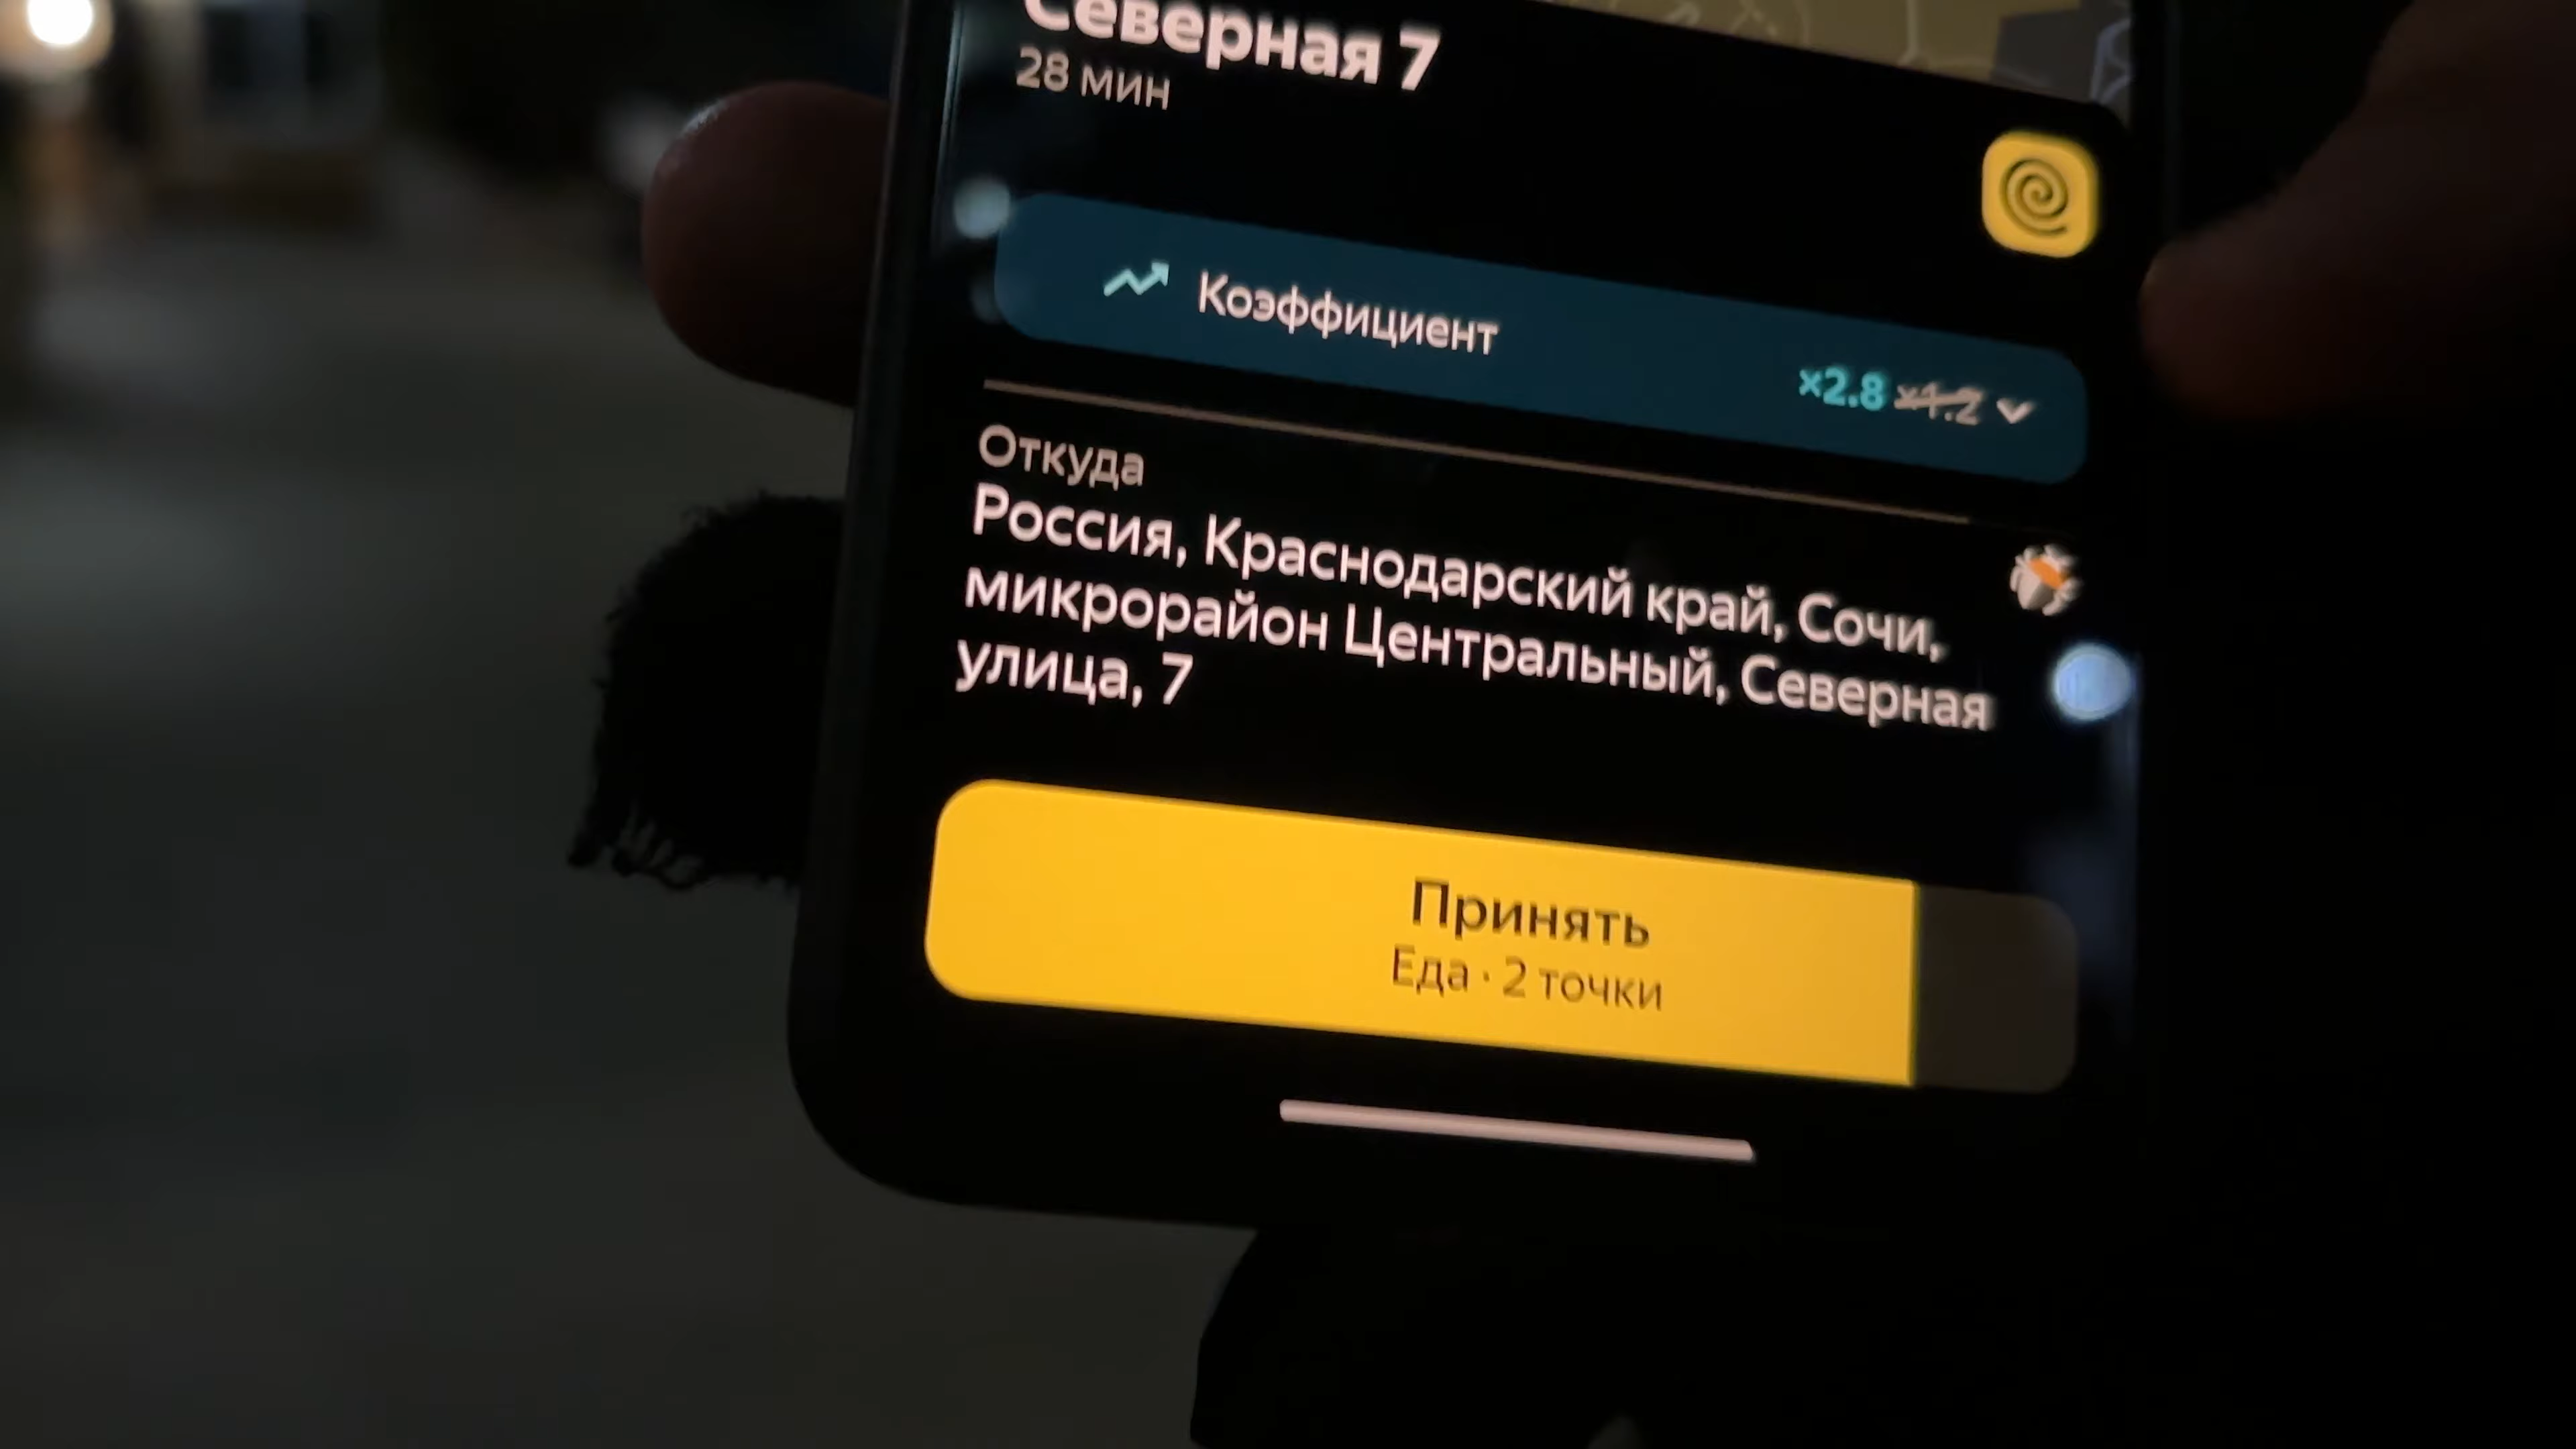 Северная 7
28 мин
Коэффициент
×2.8 ×1.2
Откуда
Россия, Краснодарский край, Сочи,
микрорайон Центральный, Северная
улица, 7
Принять
Еда · 2 точки